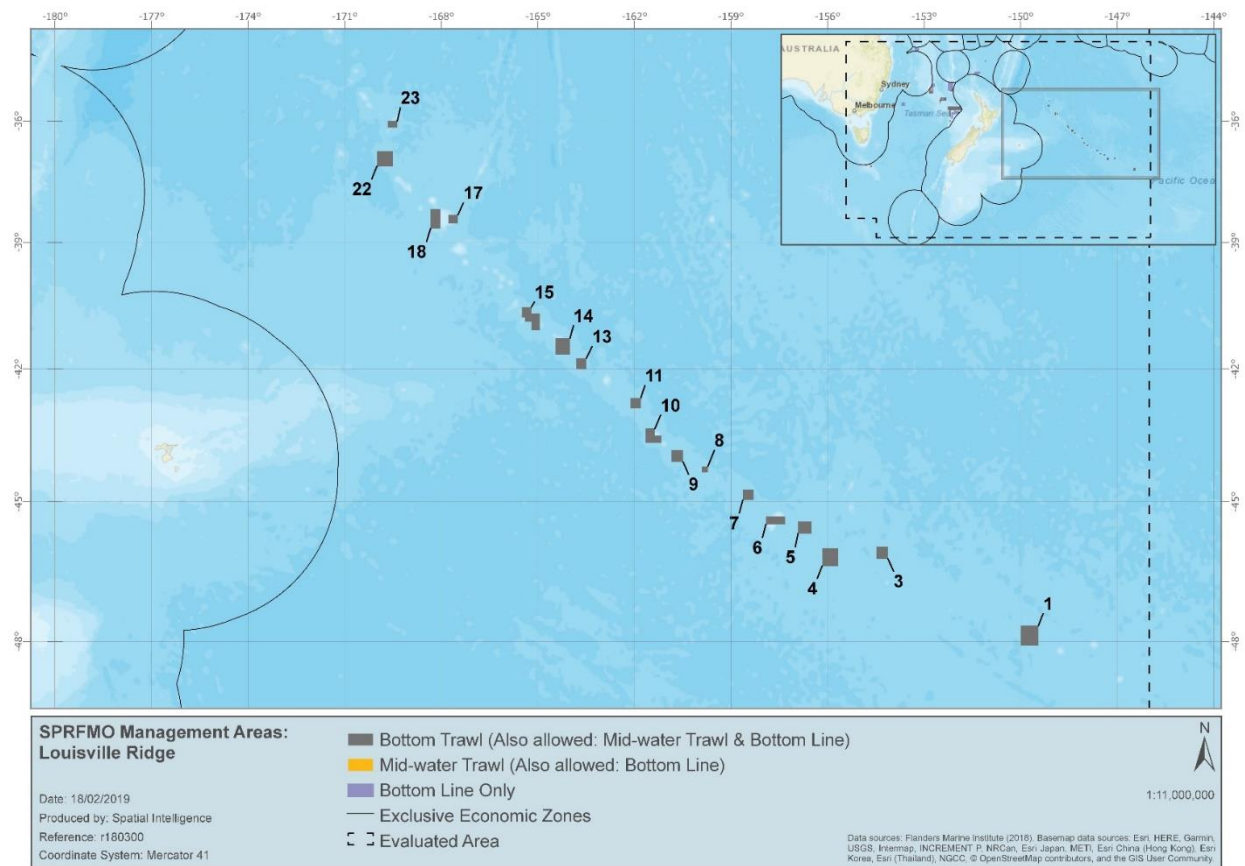 -180° -177° -171° -168° -165° -162° -159° -156° -153° -150° -147° -144°
-36° -36°
-39° -39°
-42° -42°
-45° -45°
-48° -48°
AUSTRALIA
Sydney
Melbourne
Tasman Sea
Pacific Ocea
23
22
17
18
15
14
13
11
10
8
9
7
6
5
4
3
1
SPRFMO Management Areas:
Louisville Ridge
Date: 18/02/2019
Produced by: Spatial Intelligence
Reference: r180300
Coordinate System: Mercator 41
Bottom Trawl (Also allowed: Mid-water Trawl & Bottom Line)
Mid-water Trawl (Also allowed: Bottom Line)
Bottom Line Only
Exclusive Economic Zones
Evaluated Area
N
1:11,000,000
Data sources: Flanders Marine Institute (2016). Basemap data sources: Esri, HERE, Garmin,
USGS, Intermap, INCREMENT P, NRCan, Esri Japan, METI, Esri China (Hong Kong), Esri
Korea, Esri (Thailand), NGCC, © OpenStreetMap contributors, and the GIS User Community.